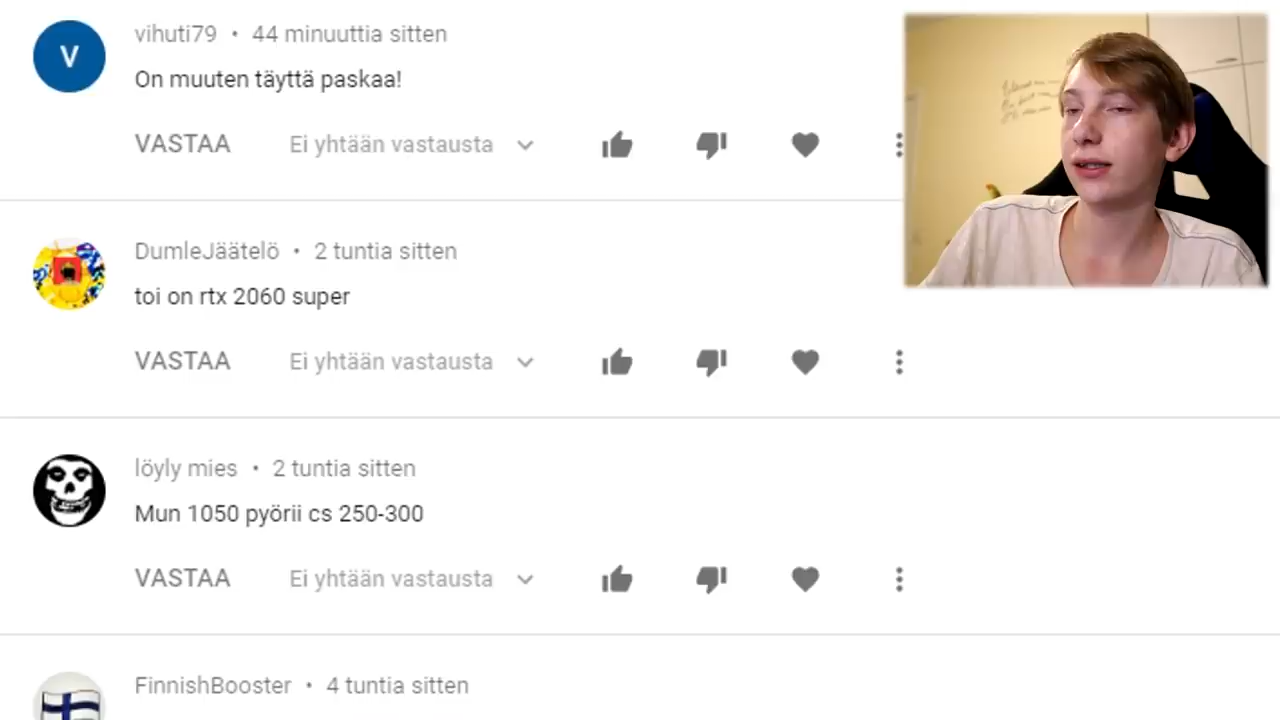 vihuti79 • 44 minuuttia sitten
On muuten täyttä paskaa!
VASTAA Ei yhtään vastausta
DumleJäätelö • 2 tuntia sitten
toi on rtx 2060 super
VASTAA Ei yhtään vastausta
löyly mies • 2 tuntia sitten
Mun 1050 pyörii cs 250-300
VASTAA Ei yhtään vastausta
FinnishBooster • 4 tuntia sitten
V